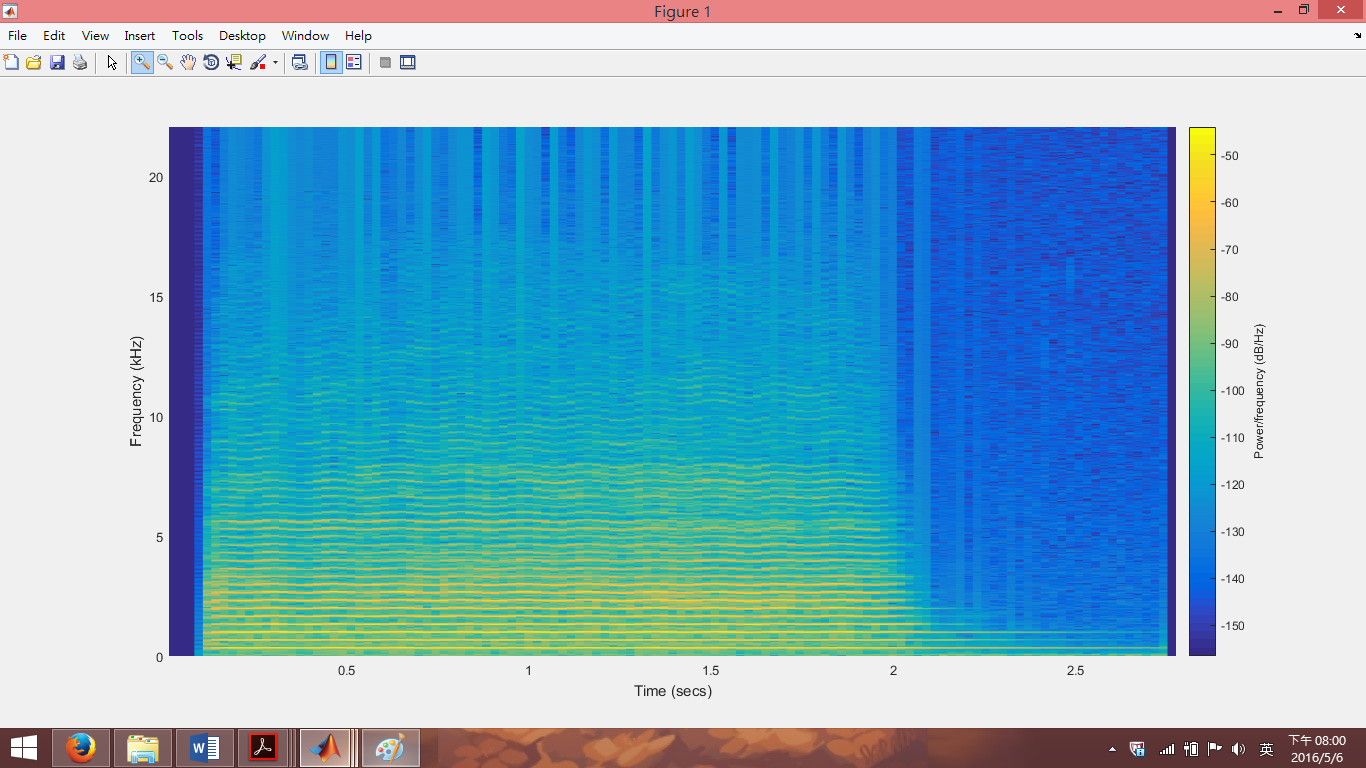 Figure 1
File Edit View Insert Tools Desktop Window Help
20
15
10
5
0
Frequency (kHz)
0.5 1 1.5 2 2.5
Time (secs)
-50
-60
-70
-80
-90
-100
-110
-120
-130
-140
-150
Power/frequency (dB/Hz)
英
下午 08:00
2016/5/6